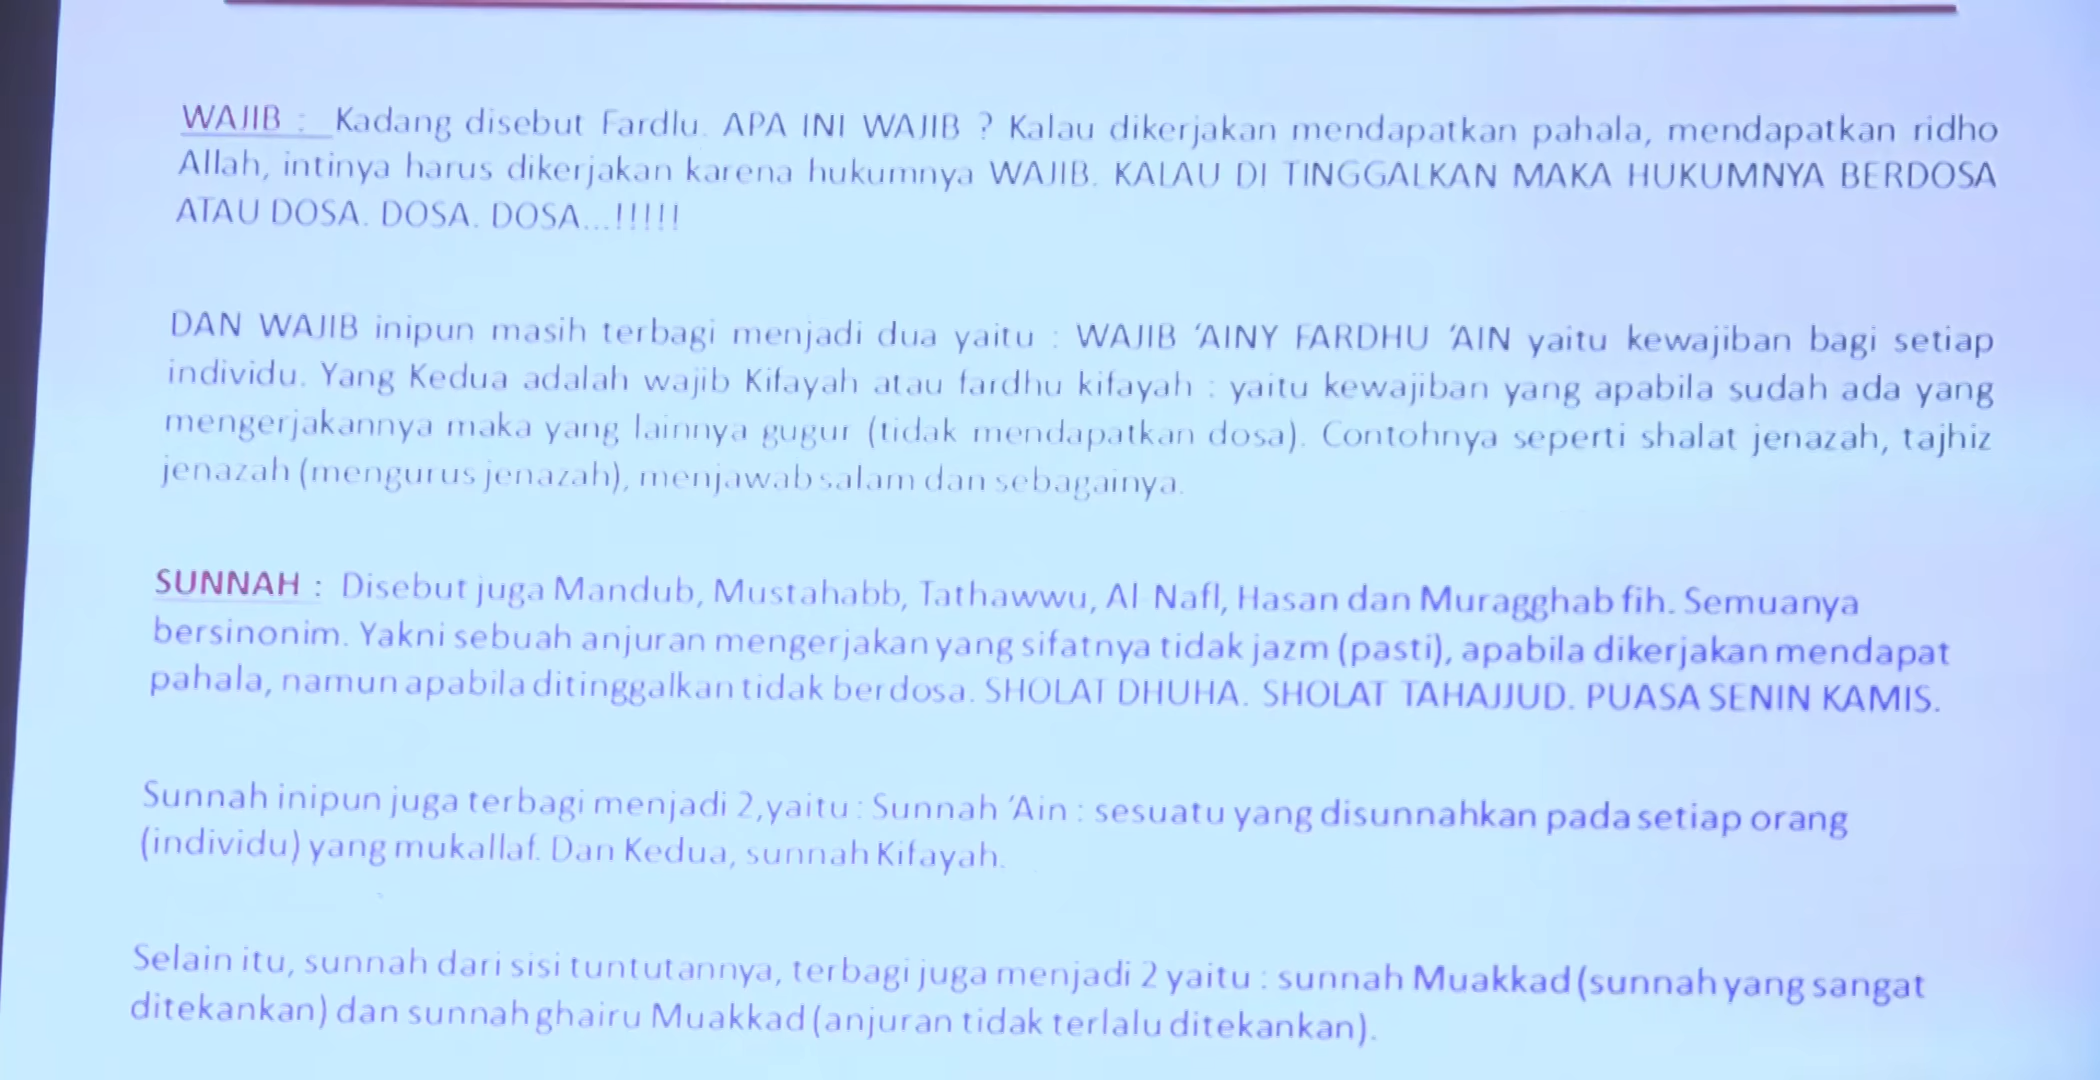 WAJIB : Kadang disebut Fardlu. APA INI WAJIB ? Kalau dikerjakan mendapatkan pahala, mendapatkan ridho
Allah, intinya harus dikerjakan karena hukumnya WAJIB. KALAU DI TINGGALKAN MAKA HUKUMNYA BERDOSA
ATAU DOSA. DOSA. DOSA...!!!!!
DAN WAJIB inipun masih terbagi menjadi dua yaitu : WAJIB ‘AINY FARDHU ‘AIN yaitu kewajiban bagi setiap
individu. Yang Kedua adalah wajib Kifayah atau fardhu kifayah : yaitu kewajiban yang apabila sudah ada yang
mengerjakannya maka yang lainnya gugur (tidak mendapatkan dosa). Contohnya seperti shalat jenazah, tajhiz
jenazah (mengurus jenazah), menjawab salam dan sebagainya.
SUNNAH : Disebut juga Mandub, Mustahabb, Tathawwu, Al-Nafl, Hasan dan Muragghab fih. Semuanya
bersinonim. Yakni sebuah anjuran mengerjakan yang sifatnya tidak jazm (pasti), apabila dikerjakan mendapat
pahala, namun apabila ditinggalkan tidak berdosa. SHOLAT DHUHA. SHOLAT TAHAJJUD. PUASA SENIN KAMIS.
Sunnah inipun juga terbagi menjadi 2,yaitu : Sunnah ‘Ain : sesuatu yang disunnahkan pada setiap orang
(individu) yang mukallaf. Dan Kedua, sunnah Kifayah.
Selain itu, sunnah dari sisi tuntutannya, terbagi juga menjadi 2 yaitu : sunnah Muakkad (sunnah yang sangat
ditekankan) dan sunnah ghairu Muakkad (anjuran tidak terlalu ditekankan).